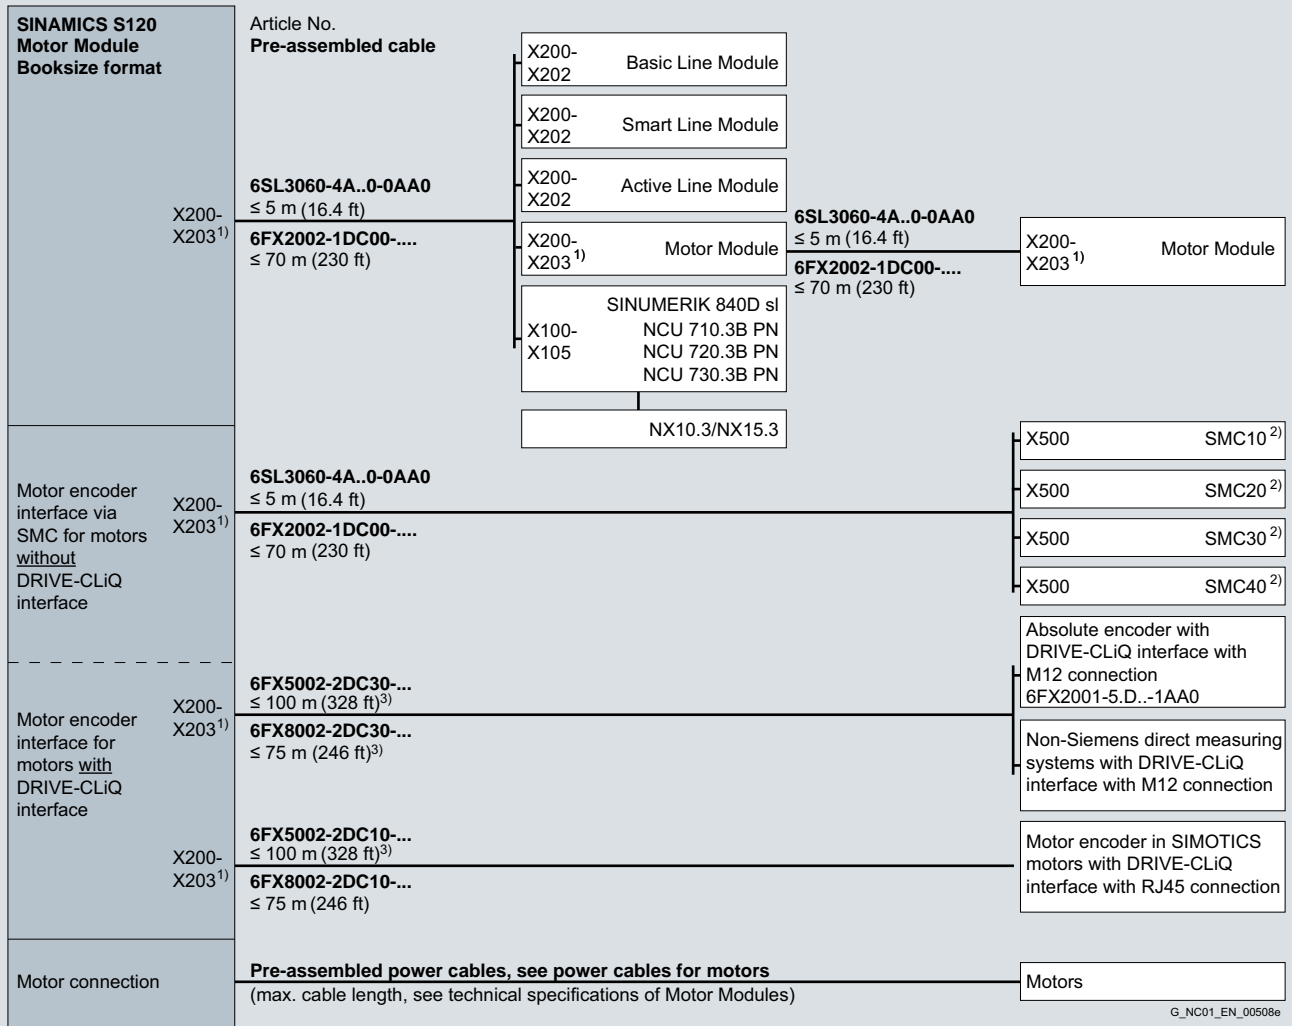 SINAMICS S120
Motor Module
Booksize format
Article No.
Pre-assembled cable
X200-
X203 1)
6SL3060-4A..0-0AA0
≤ 5 m (16.4 ft)
6FX2002-1DC00-....
≤ 70 m (230 ft)
X200-
X202
Basic Line Module
X200-
X202
Smart Line Module
X200-
X202
Active Line Module
X200-
X203 1)
Motor Module
6SL3060-4A..0-0AA0
≤ 5 m (16.4 ft)
6FX2002-1DC00-....
≤ 70 m (230 ft)
X200-
X203 1)
Motor Module
X100-
X105
SINUMERIK 840D sl
NCU 710.3B PN
NCU 720.3B PN
NCU 730.3B PN
NX10.3/NX15.3
Motor encoder
interface via
SMC for motors
without
DRIVE-CLiQ
interface
X200-
X203 1)
6SL3060-4A..0-0AA0
≤ 5 m (16.4 ft)
6FX2002-1DC00-....
≤ 70 m (230 ft)
X500 SMC10 2)
X500 SMC20 2)
X500 SMC30 2)
X500 SMC40 2)
Motor encoder
interface for
motors with
DRIVE-CLiQ
interface
X200-
X203 1)
6FX5002-2DC30-...
≤ 100 m (328 ft) 3)
6FX8002-2DC30-...
≤ 75 m (246 ft) 3)
Absolute encoder with
DRIVE-CLiQ interface with
M12 connection
6FX2001-5.D..-1AA0
Non-Siemens direct measuring
systems with DRIVE-CLiQ
interface with M12 connection
X200-
X203 1)
6FX5002-2DC10-...
≤ 100 m (328 ft) 3)
6FX8002-2DC10-...
≤ 75 m (246 ft)
Motor encoder in SIMOTICS
motors with DRIVE-CLiQ
interface with RJ45 connection
Motor connection
Pre-assembled power cables, see power cables for motors
(max. cable length, see technical specifications of Motor Modules)
Motors
G_NC01_EN_00508e